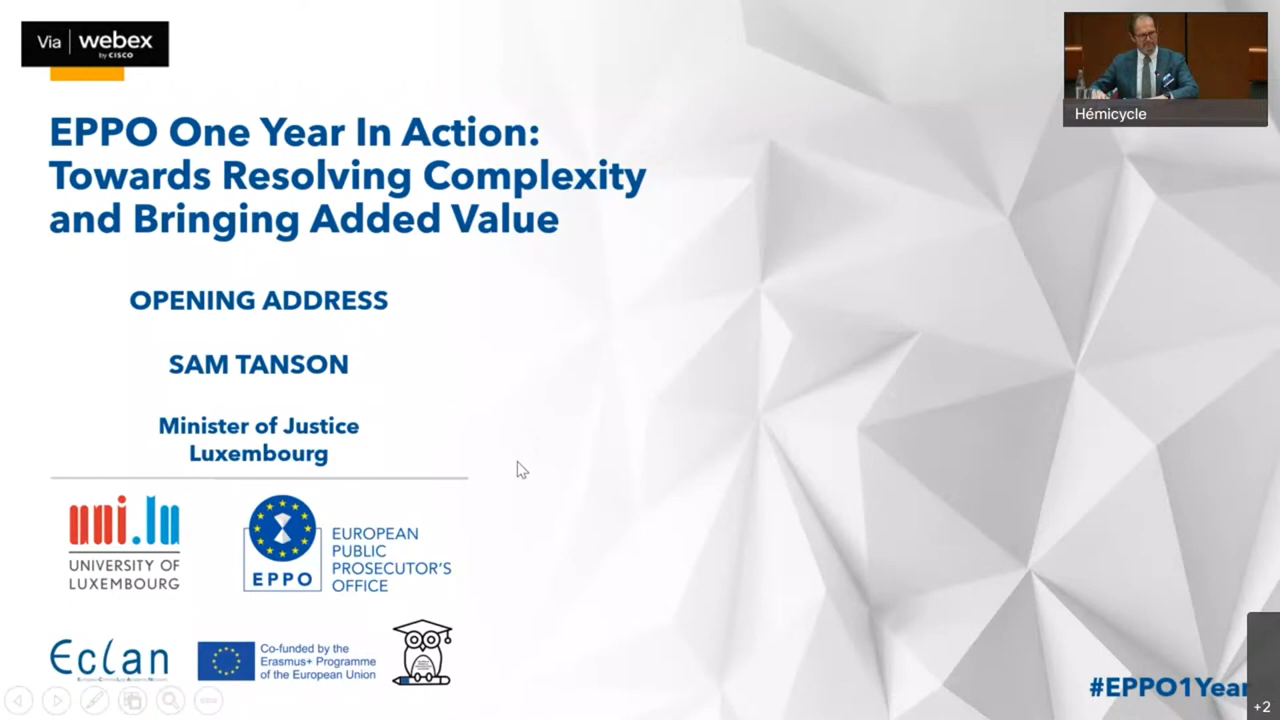 Via | webex
by CISCO
Hémicycle
EPPO One Year In Action:
Towards Resolving Complexity
and Bringing Added Value
OPENING ADDRESS
SAM TANSON
Minister of Justice
Luxembourg
uni.lu
UNIVERSITY OF
LUXEMBOURG
EPPO
EUROPEAN
PUBLIC
PROSECUTOR'S
OFFICE
Eclan
Co-funded by the
Erasmus+ Programme
of the European Union
#EPPO1Year
+2